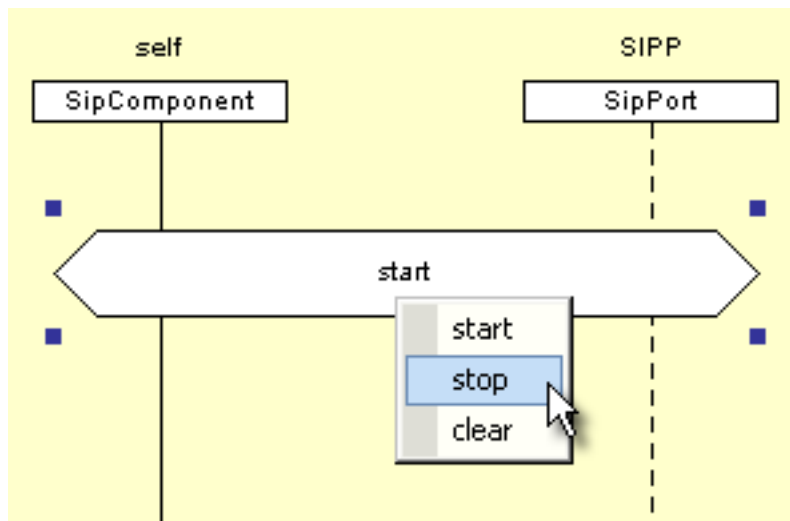 self SIPP
SipComponent SipPort
start
start
stop
clear